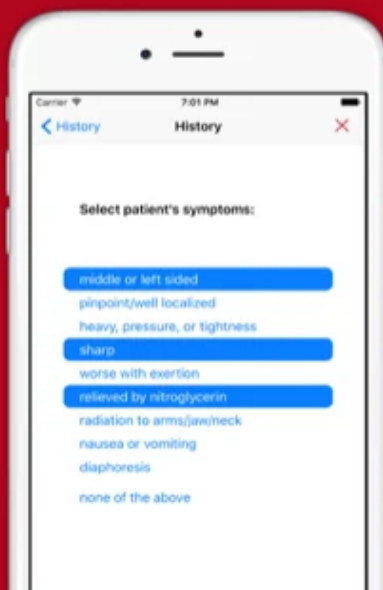 Carrier 7:01 PM
History History
Select patient's symptoms:
middle or left sided
pinpoint/well localized
heavy, pressure, or tightness
sharp
worse with exertion
relieved by nitroglycerin
radiation to arms/jaw/neck
nausea or vomiting
diaphoresis
none of the above